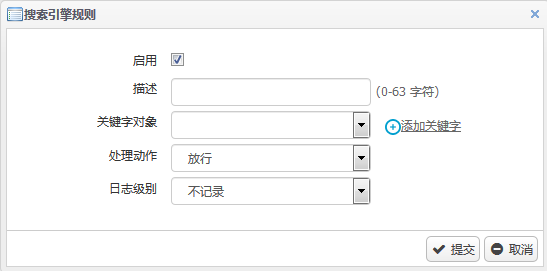 搜索引擎规则
启用
描述 (0-63 字符)
关键字对象 添加关键字
处理动作 放行
日志级别 不记录
提交 取消